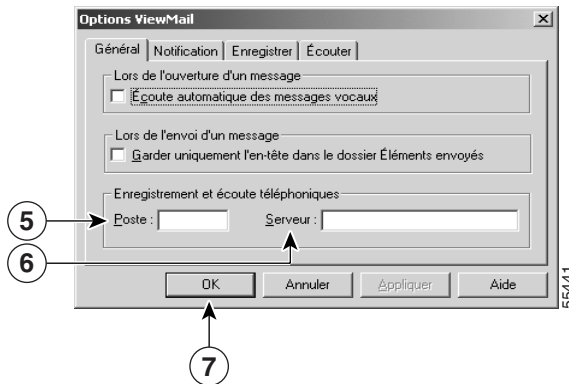 Options ViewMail
Général Notification Enregistrer Écouter
Lors de l'ouverture d'un message
Écoute automatique des messages vocaux
Lors de l'envoi d'un message
Garder uniquement l'en-tête dans le dossier Éléments envoyés
Enregistrement et écoute téléphoniques
5 Poste : Serveur :
6
OK Annuler Appliquer Aide
7
55441